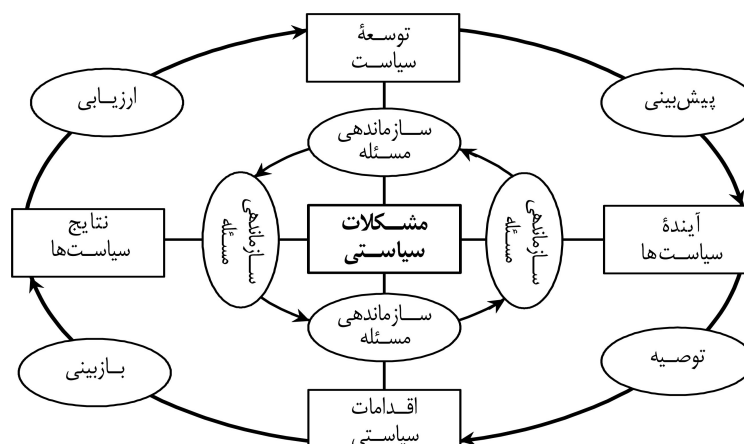 توسعهٔ
سیاست
ارزیابی
پیش‌بینی
سازماندهی
مسئله
نتایج
سیاست‌ها
سازماندهی
مسئله
مشکلات
سیاستی
سازماندهی
مسئله
آیندهٔ
سیاست‌ها
سازماندهی
مسئله
بازبینی
توصیه
اقدامات
سیاستی